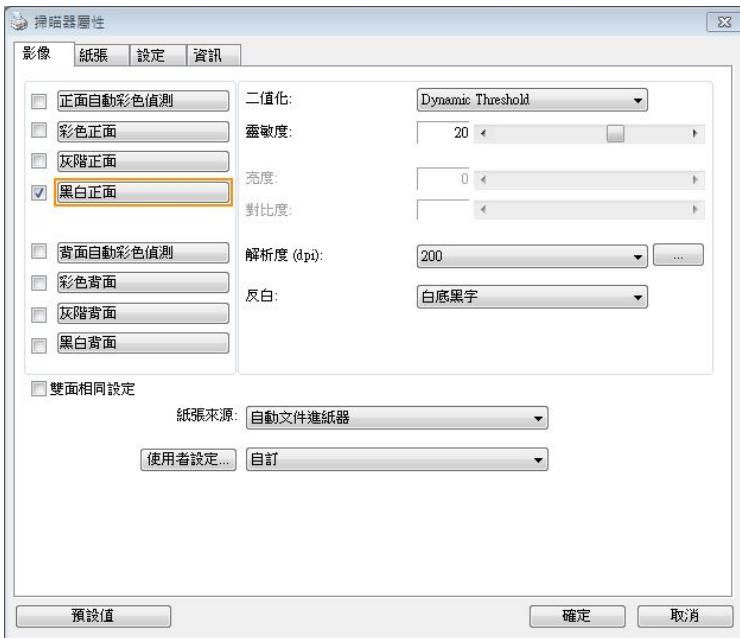 掃瞄器屬性
影像 紙張 設定 資訊
正面自動彩色偵測
彩色正面
灰階正面
黑白正面
背面自動彩色偵測
彩色背面
灰階背面
黑白背面
二值化: Dynamic Threshold
靈敏度: 20
亮度: 0
對比度:
解析度 (dpi): 200 ...
反白: 白底黑字
雙面相同設定
紙張來源: 自動文件進紙器
使用者設定... 自訂
預設值 確定 取消